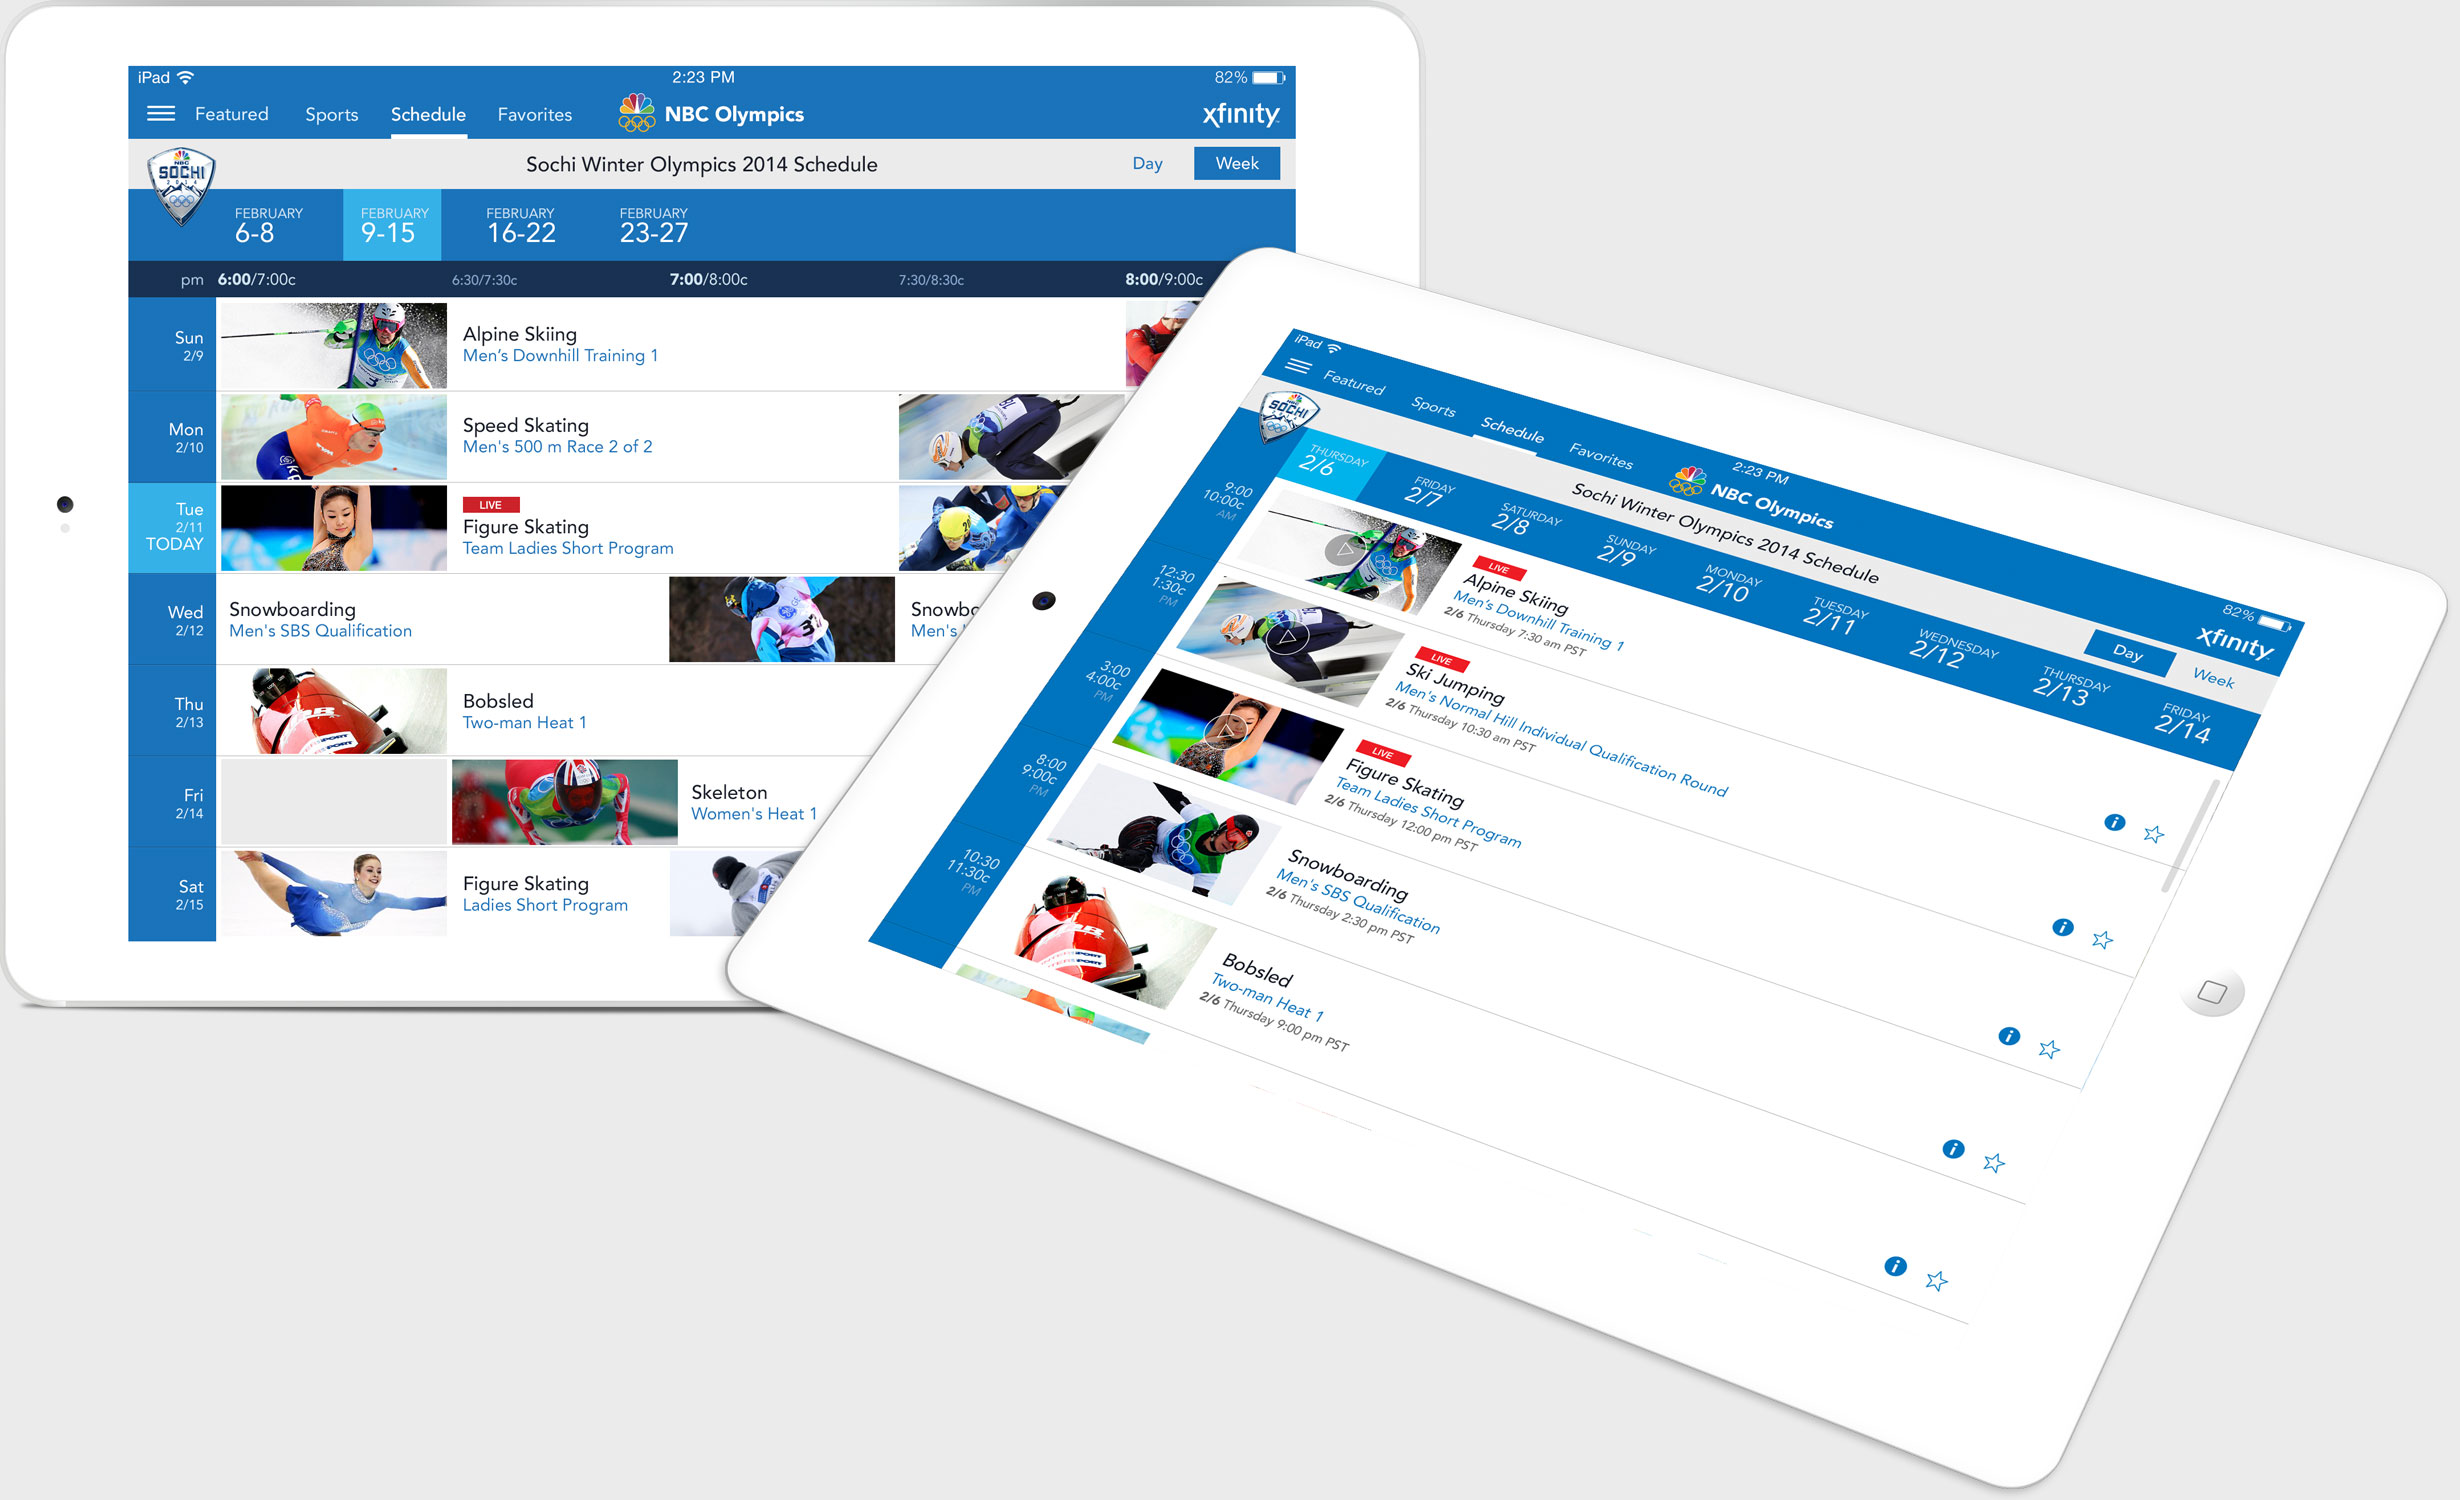 iPad 2:23 PM 82%
Featured Sports Schedule Favorites NBC Olympics xfinity
Sochi Winter Olympics 2014 Schedule Day Week
NBC
SOCHI
2014
FEBRUARY
6-8
FEBRUARY
9-15
FEBRUARY
16-22
FEBRUARY
23-27
pm 6:00/7:00c 6:30/7:30c 7:00/8:00c 7:30/8:30c 8:00/9:00c
Sun
2/9
Alpine Skiing
Men's Downhill Training 1
Mon
2/10
Speed Skating
Men's 500 m Race 2 of 2
Tue
2/11
TODAY
LIVE
Figure Skating
Team Ladies Short Program
Wed
2/12
Snowboarding
Men's SBS Qualification
Snowbo
Men's
Thu
2/13
Bobsled
Two-man Heat 1
Fri
2/14
Skeleton
Women's Heat 1
Sat
2/15
Figure Skating
Ladies Short Program
iPad 2:23 PM 82%
Featured Sports Schedule Favorites NBC Olympics xfinity
NBC
SOCHI
Sochi Winter Olympics 2014 Schedule Day Week
THURSDAY
2/6
FRIDAY
2/7
SATURDAY
2/8
SUNDAY
2/9
MONDAY
2/10
TUESDAY
2/11
WEDNESDAY
2/12
THURSDAY
2/13
FRIDAY
2/14
9:00
10:00c
AM
LIVE
Alpine Skiing
Men's Downhill Training 1
2/6 Thursday 7:30 am PST
12:30
1:30c
PM
LIVE
Ski Jumping
Men's Normal Hill Individual Qualification Round
2/6 Thursday 10:30 am PST
3:00
4:00c
PM
LIVE
Figure Skating
Team Ladies Short Program
2/6 Thursday 12:00 pm PST
8:00
9:00c
PM
Snowboarding
Men's SBS Qualification
2/6 Thursday 2:30 pm PST
10:30
11:30c
PM
Bobsled
Two-man Heat 1
2/6 Thursday 9:00 pm PST